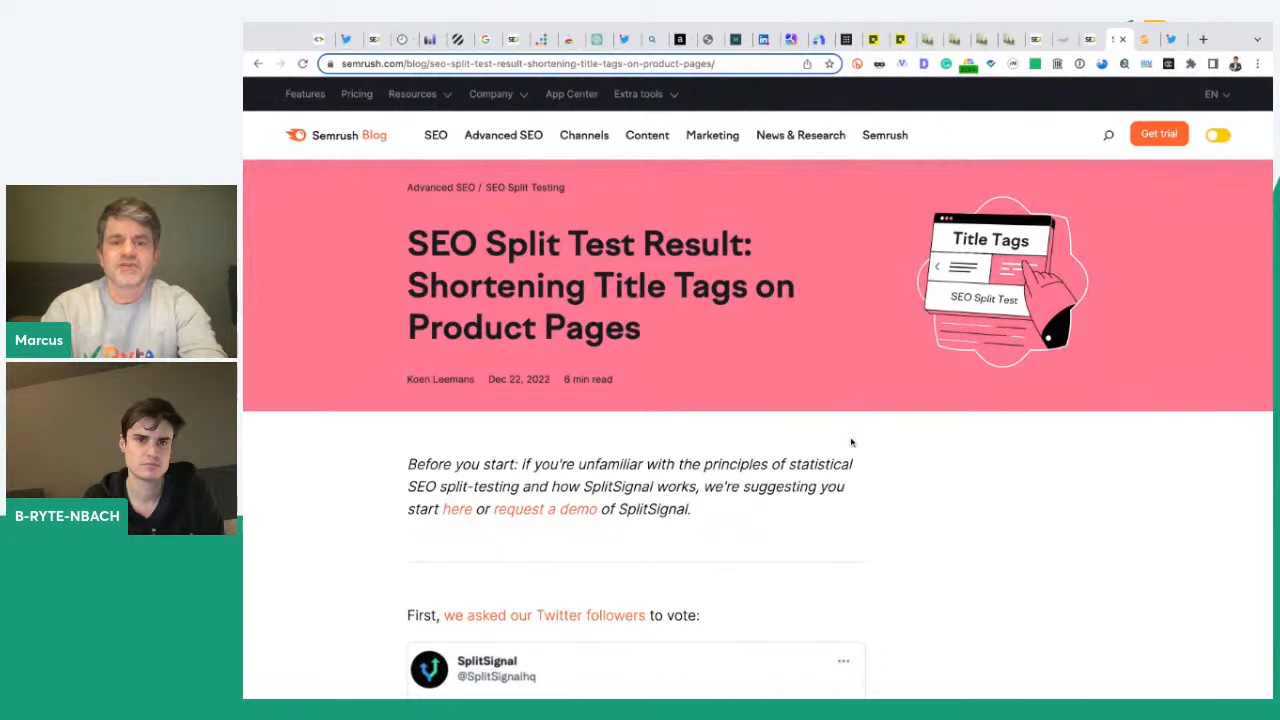 semrush.com/blog/seo-split-test-result-shortening-title-tags-on-product-pages/
Features Pricing Resources Company App Center Extra tools EN
Semrush Blog SEO Advanced SEO Channels Content Marketing News & Research Semrush Get trial
Advanced SEO / SEO Split Testing
SEO Split Test Result:
Shortening Title Tags on
Product Pages
Koen Leemans Dec 22, 2022 6 min read
Title Tags
SEO Split Test
Before you start: if you're unfamiliar with the principles of statistical
SEO split-testing and how SplitSignal works, we're suggesting you
start here or request a demo of SplitSignal.
First, we asked our Twitter followers to vote:
SplitSignal
@SplitSignalhq
Marcus
B-RYTE-NBACH